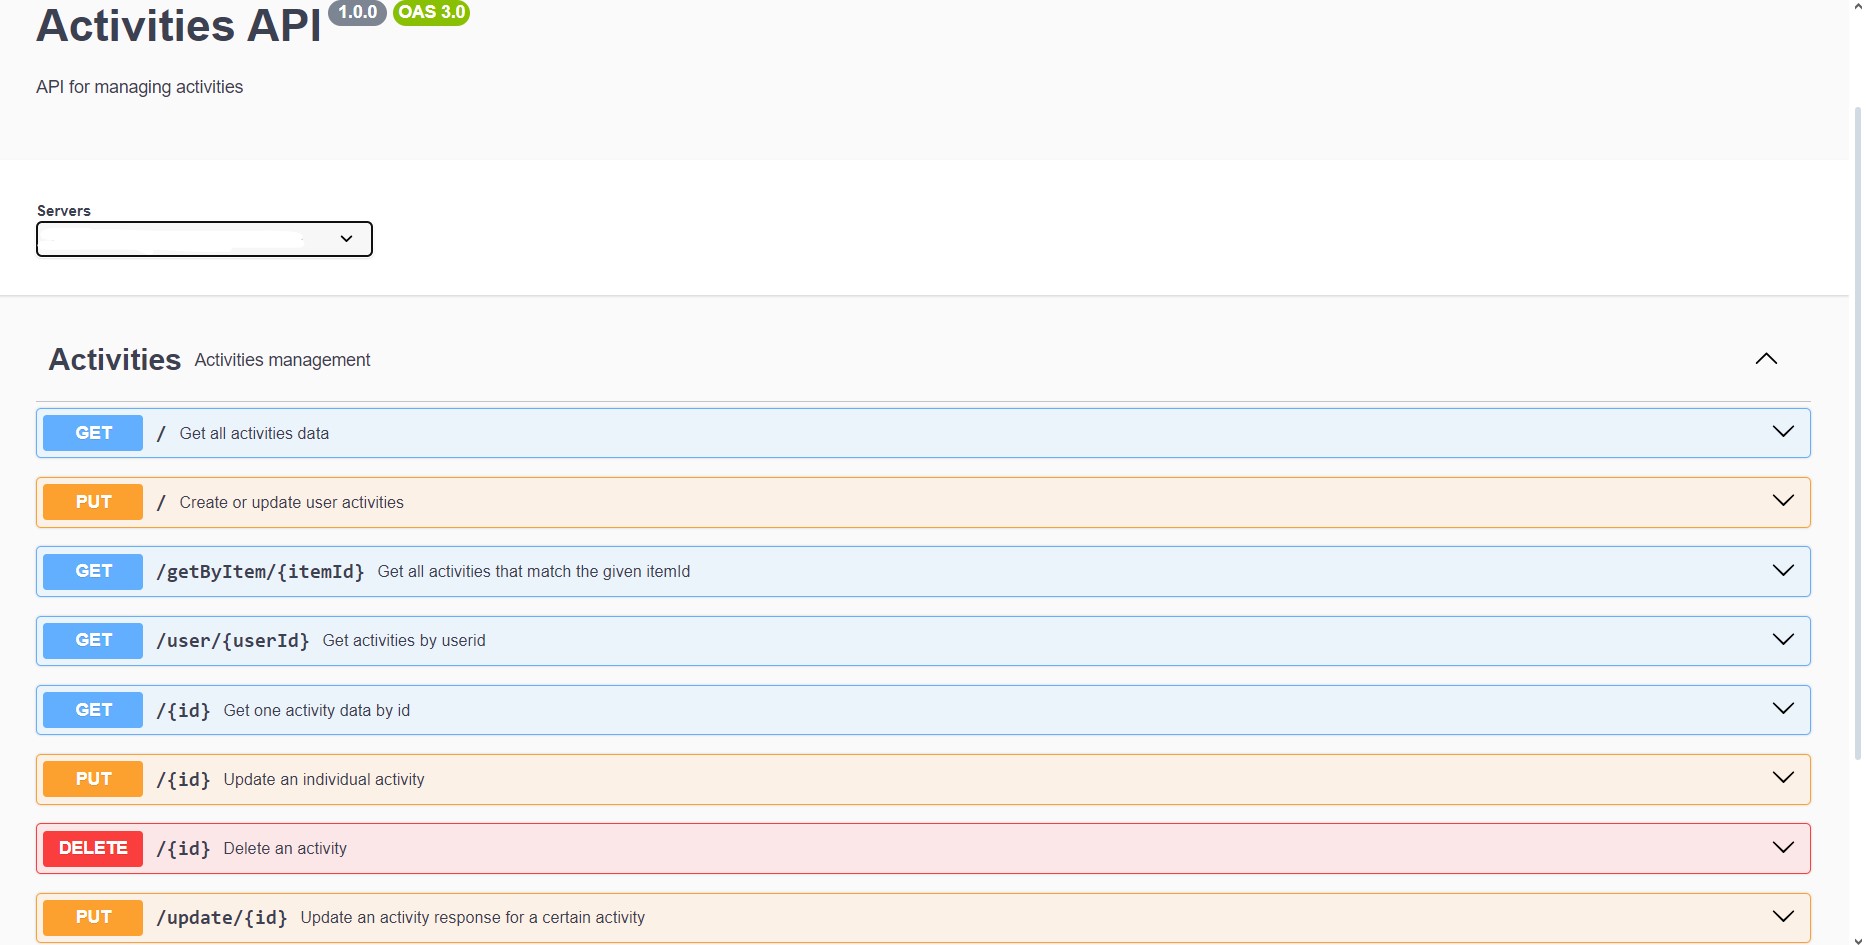 Activities API 1.0.0 OAS 3.0
API for managing activities
Servers
Activities Activities management
GET / Get all activities data
PUT / Create or update user activities
GET /getByItem/{itemId} Get all activities that match the given itemId
GET /user/{userId} Get activities by userid
GET /{id} Get one activity data by id
PUT /{id} Update an individual activity
DELETE /{id} Delete an activity
PUT /update/{id} Update an activity response for a certain activity